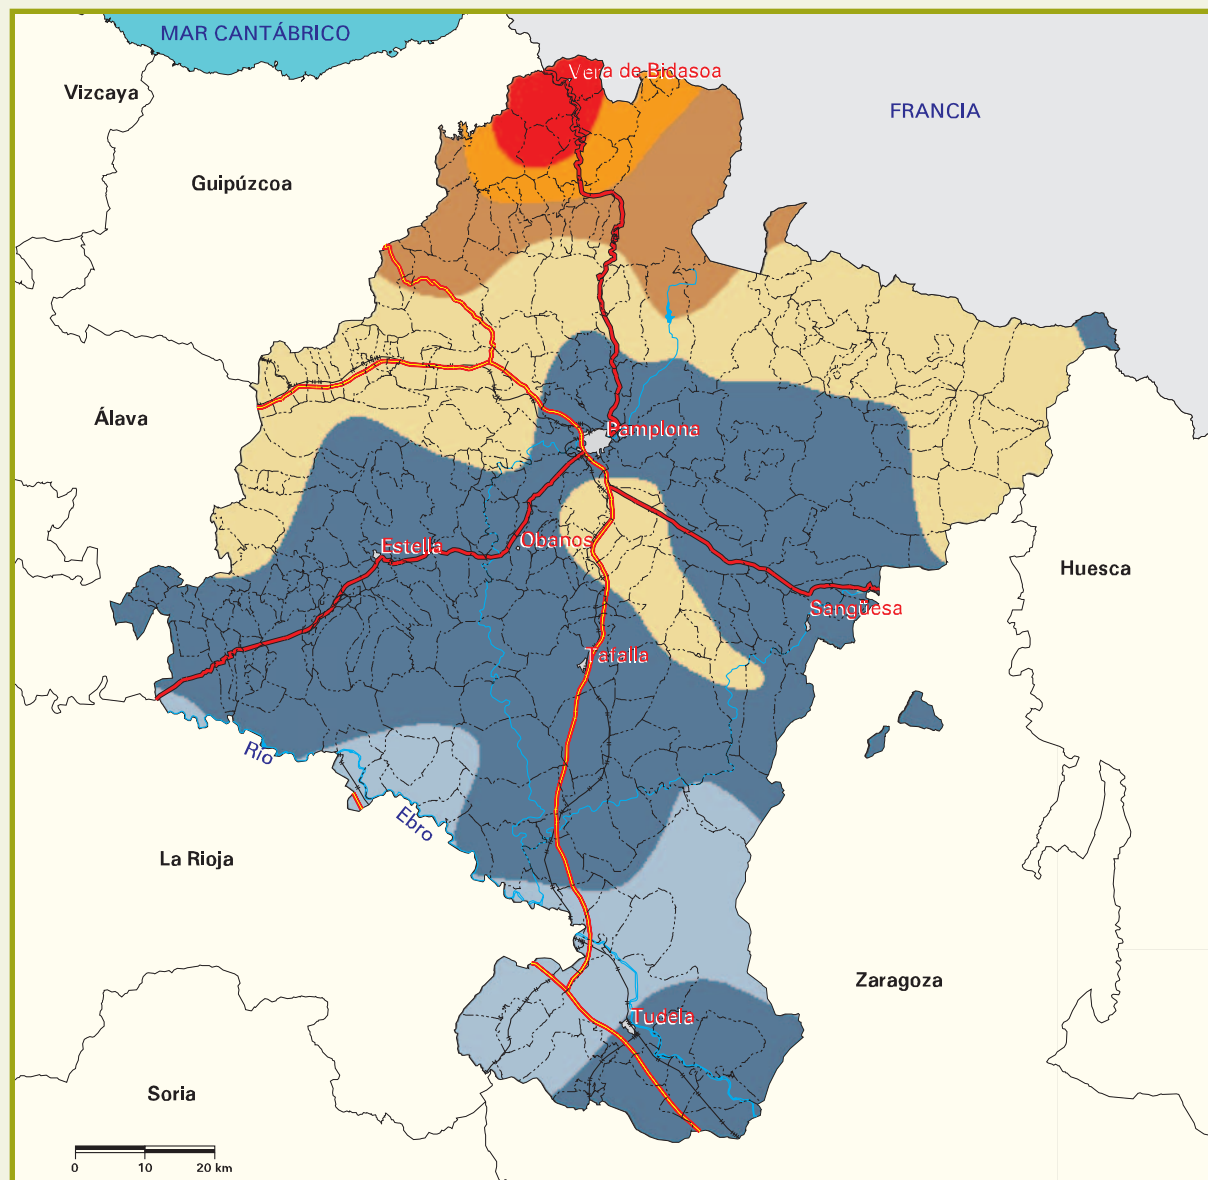 MAR CANTÁBRICO
Vera de Bidasoa
Vizcaya
FRANCIA
Guipúzcoa
Álava
Pamplona
Obanos
Estella
Huesca
Sangüesa
Tafalla
Río
Ebro
La Rioja
Zaragoza
Tudela
Soria
0 10 20 km